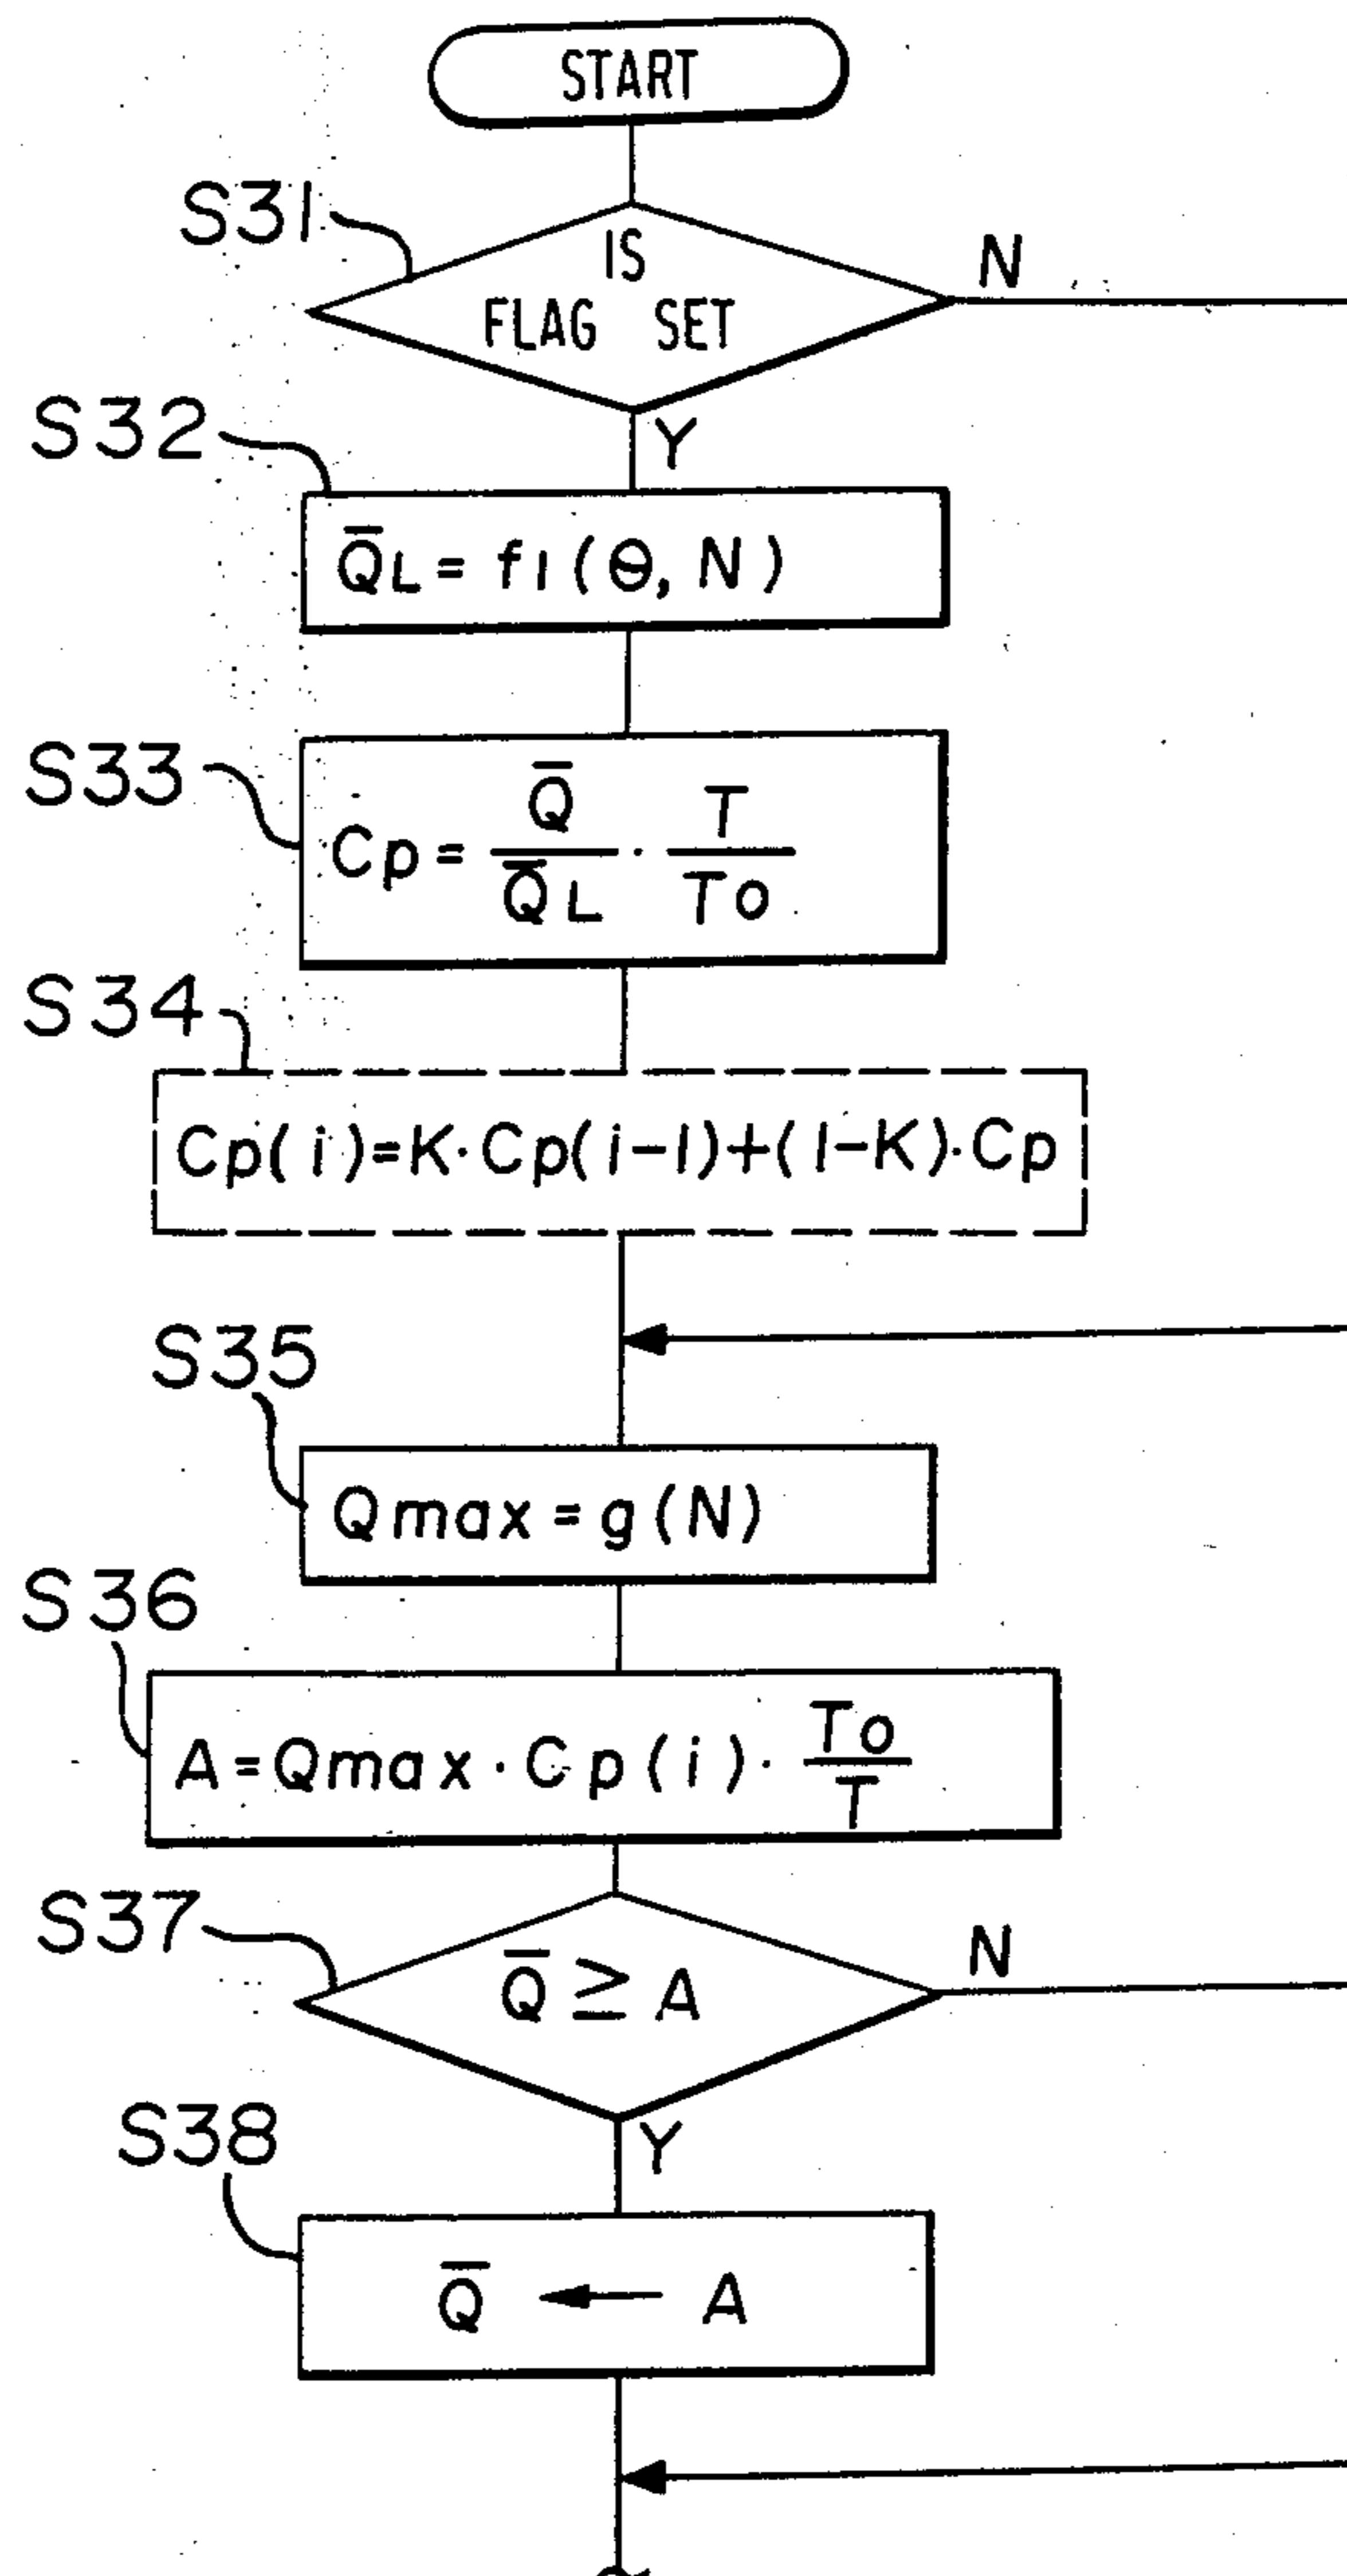 START
S31
IS
FLAG SET
N
Y
S32
Q̄L = f1(Θ, N)
S33
Cp = Q̄/Q̄L · T/To
S34
Cp(i)=K·Cp(i-1)+(1-K)·Cp
S35
Qmax = g(N)
S36
A=Qmax·Cp(i)·To/T
S37
Q̄ ≥ A
N
Y
S38
Q̄ ← A